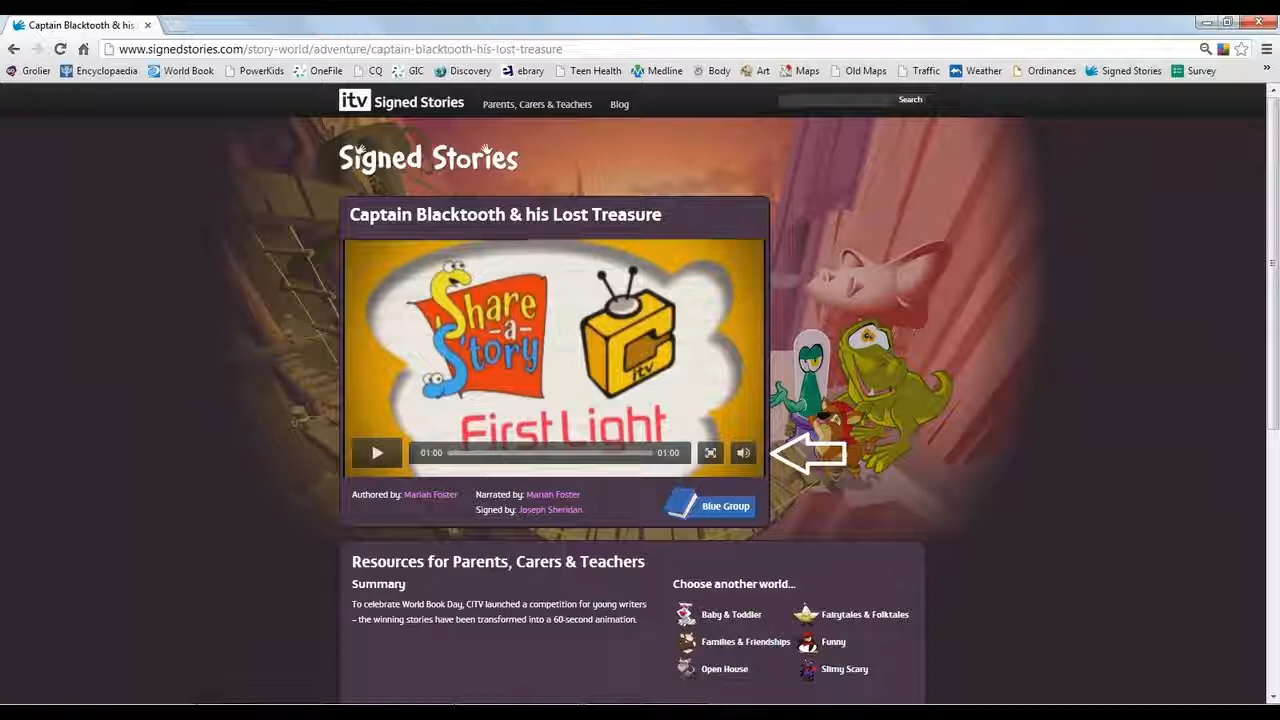 Captain Blacktooth & his
www.signedstories.com/story-world/adventure/captain-blacktooth-his-lost-treasure
Grolier Encyclopaedia World Book PowerKids OneFile CQ GIC Discovery ebrary Teen Health Medline Body Art Maps Old Maps Traffic Weather Ordinances Signed Stories Survey
itv Signed Stories Parents, Carers & Teachers Blog Search
Signed Stories
Captain Blacktooth & his Lost Treasure
Share
-a-
Story
C
itv
First Light
01:00 01:00
Authored by: Mariah Foster Narrated by: Mariah Foster
Signed by: Joseph Sheridan
Blue Group
Resources for Parents, Carers & Teachers
Summary
To celebrate World Book Day, CITV launched a competition for young writers
– the winning stories have been transformed into a 60-second animation.
Choose another world...
Baby & Toddler Fairytales & Folktales
Families & Friendships Funny
Open House Slimy Scary